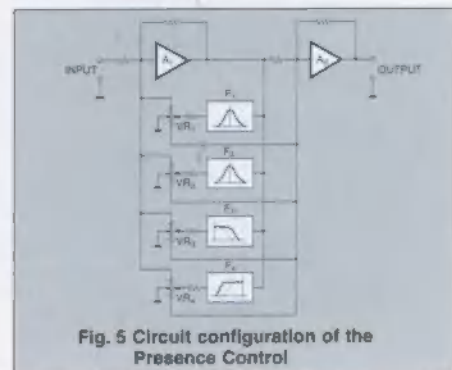 A₁
A₂
INPUT
OUTPUT
F₁
VR₁
F₂
VR₂
VR₃
VR₄
Fig. 5 Circuit configuration of the
Presence Control